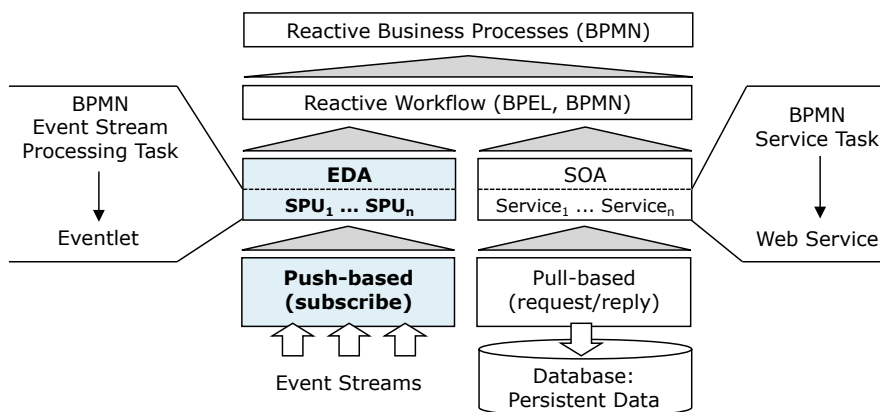 Reactive Business Processes (BPMN)
Reactive Workflow (BPEL, BPMN)
BPMN
Event Stream
Processing Task
Eventlet
EDA
SPU1 ... SPUn
SOA
Service1 ... Servicen
BPMN
Service Task
Web Service
Push-based
(subscribe)
Pull-based
(request/reply)
Event Streams
Database:
Persistent Data